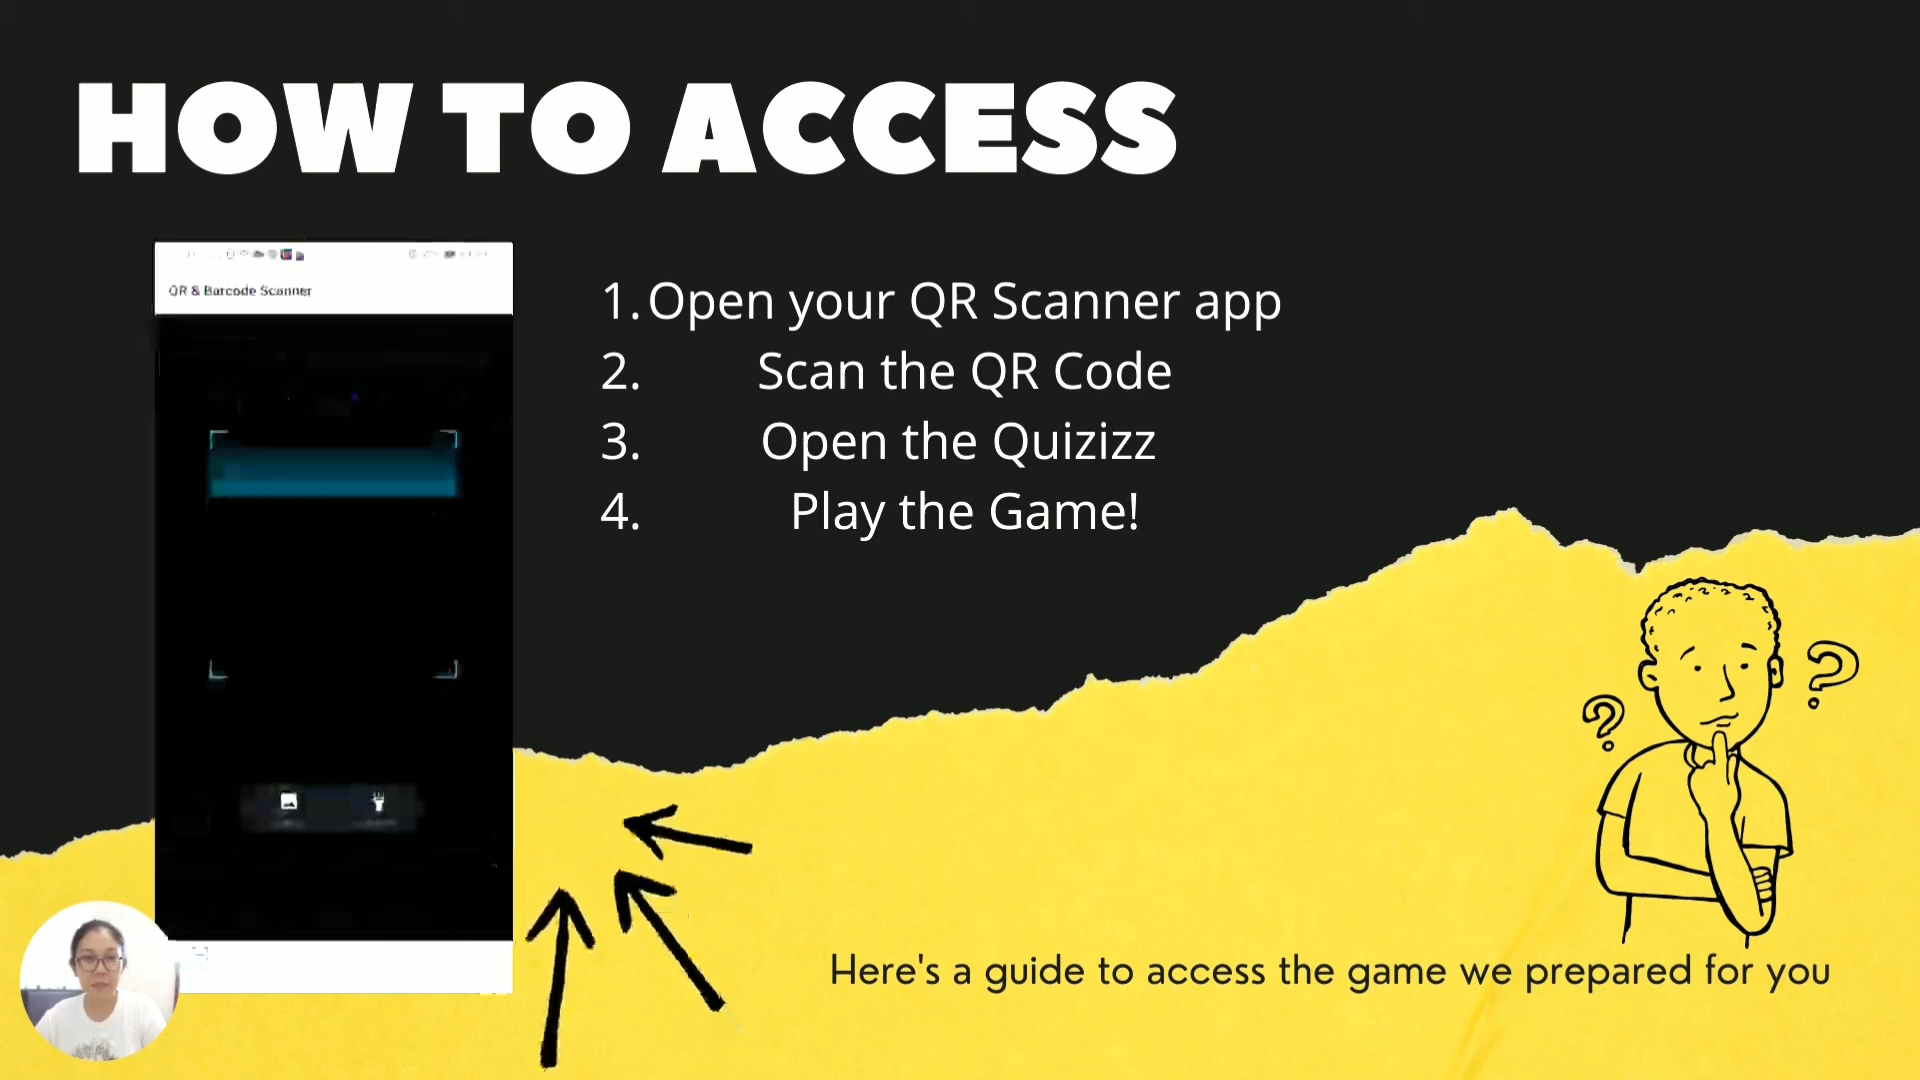 HOW TO ACCESS
QR & Barcode Scanner
1. Open your QR Scanner app
2. Scan the QR Code
3. Open the Quizizz
4. Play the Game!
Here's a guide to access the game we prepared for you